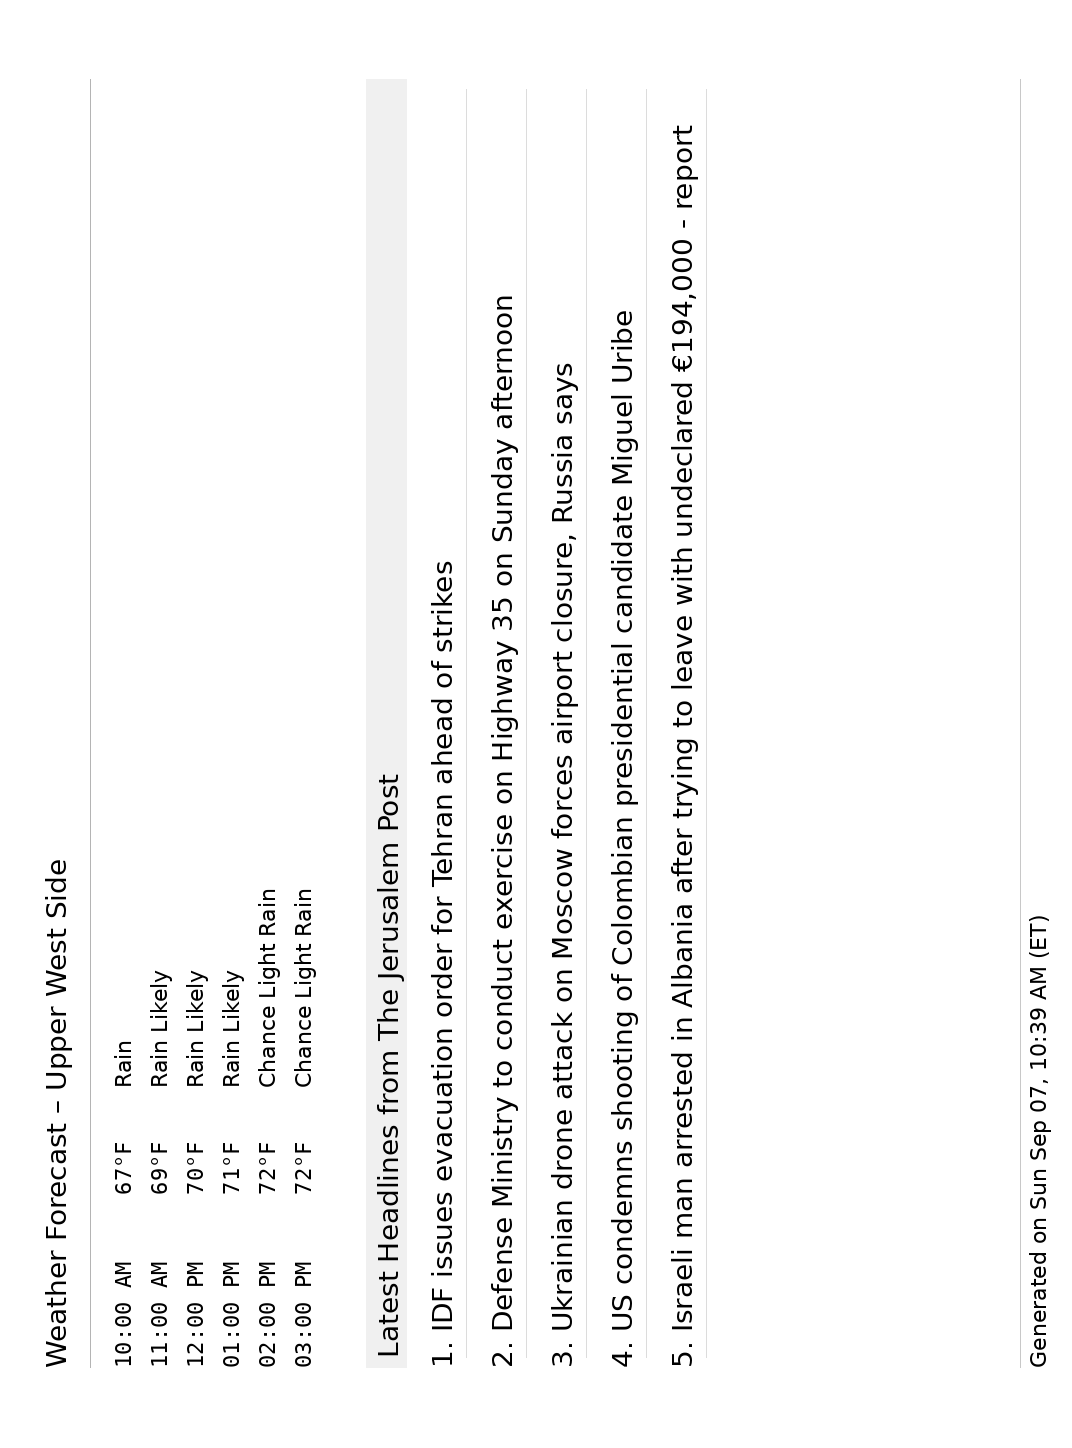 Weather Forecast – Upper West Side
10:00 AM 67°F Rain
11:00 AM 69°F Rain Likely
12:00 PM 70°F Rain Likely
01:00 PM 71°F Rain Likely
02:00 PM 72°F Chance Light Rain
03:00 PM 72°F Chance Light Rain
Latest Headlines from The Jerusalem Post
1. IDF issues evacuation order for Tehran ahead of strikes
2. Defense Ministry to conduct exercise on Highway 35 on Sunday afternoon
3. Ukrainian drone attack on Moscow forces airport closure, Russia says
4. US condemns shooting of Colombian presidential candidate Miguel Uribe
5. Israeli man arrested in Albania after trying to leave with undeclared €194,000 - report
Generated on Sun Sep 07, 10:39 AM (ET)